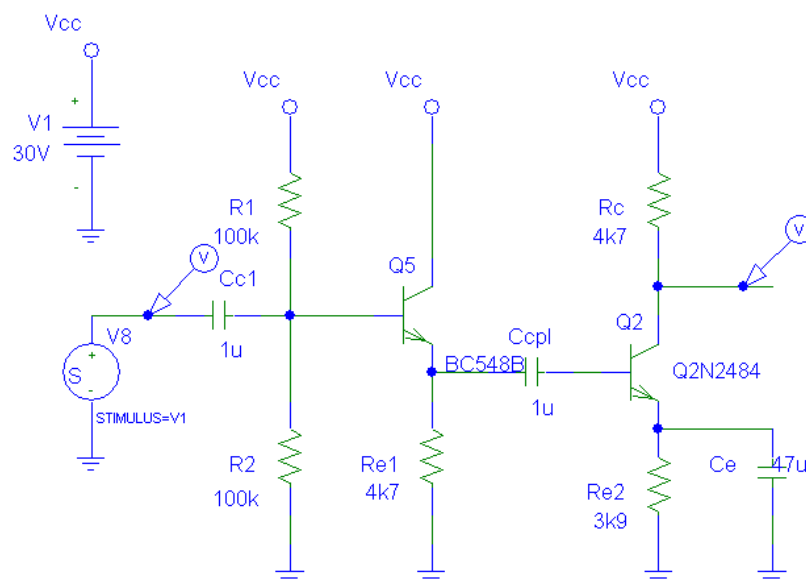 Vcc
+
V1
30V
-
Vcc
R1
100k
V
Cc1
1u
V8
+
S
-
STIMULUS=V1
R2
100k
Vcc
Q5
BC548B
Re1
4k7
Ccpl
1u
Vcc
Rc
4k7
V
Q2
Q2N2484
Re2
3k9
Ce
47u